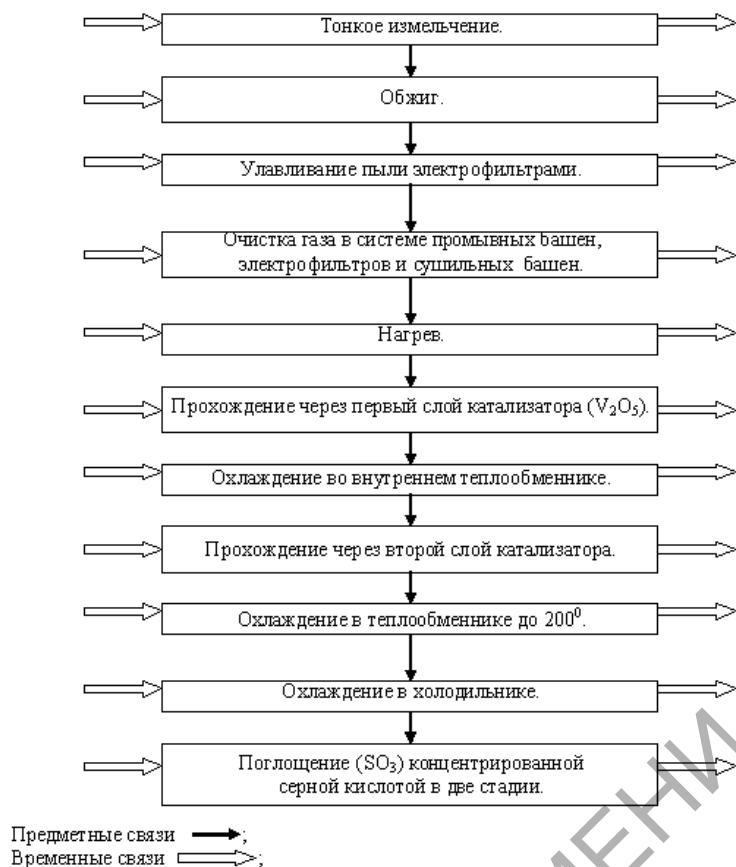 Тонкое измельчение.
Обжиг.
Улавливание пыли электрофильтрами.
Очистка газа в системе промывных башен,
электрофильтров и сушильных башен.
Нагрев.
Прохождение через первый слой катализатора (V₂O₅).
Охлаждение во внутреннем теплообменнике.
Прохождение через второй слой катализатора.
Охлаждение в теплообменнике до 200⁰.
Охлаждение в холодильнике.
Поглощение (SO₃) концентрированной
серной кислотой в две стадии.
Предметные связи ;
Временные связи ;
МЕНИ